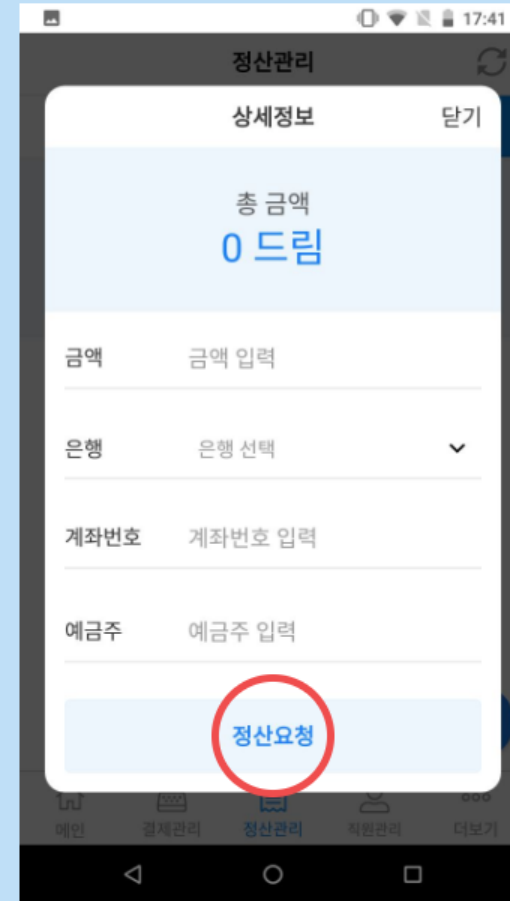 17:41
정산관리
상세정보 닫기
총 금액
0 드림
금액 금액 입력
은행 은행 선택
계좌번호 계좌번호 입력
예금주 예금주 입력
정산요청
메인 결제관리 정산관리 직원관리 더보기